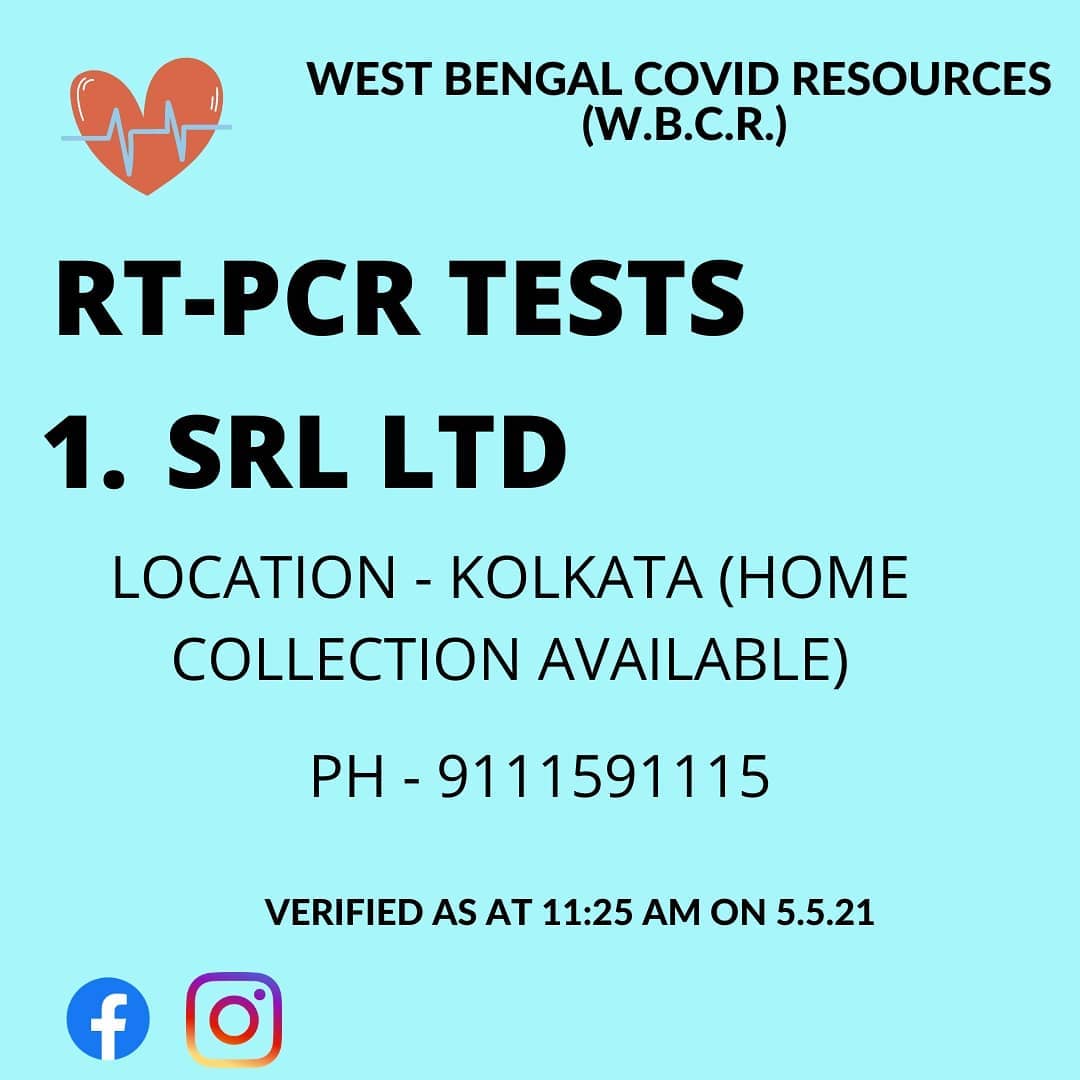 WEST BENGAL COVID RESOURCES
(W.B.C.R.)
RT-PCR TESTS
1. SRL LTD
LOCATION - KOLKATA (HOME
COLLECTION AVAILABLE)
PH - 9111591115
VERIFIED AS AT 11:25 AM ON 5.5.21